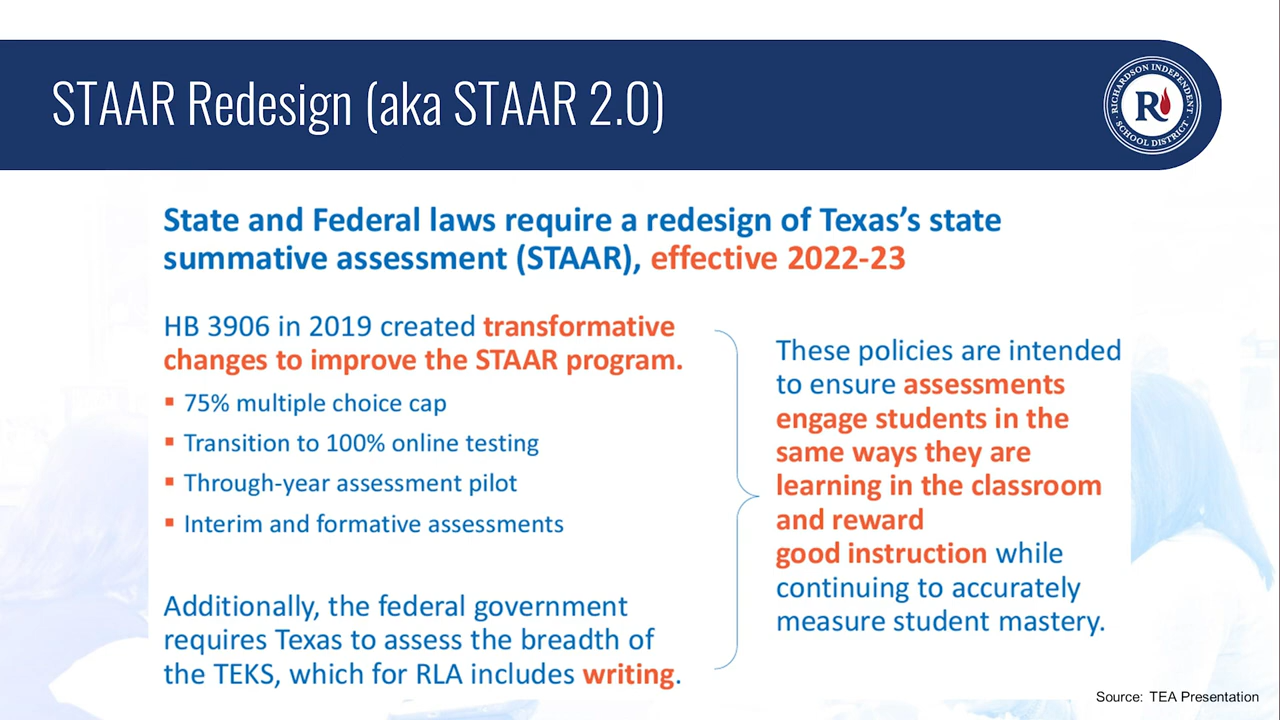 STAAR Redesign (aka STAAR 2.0)
RICHARDSON INDEPENDENT
R
SCHOOL DISTRICT
State and Federal laws require a redesign of Texas’s state
summative assessment (STAAR), effective 2022-23
HB 3906 in 2019 created transformative
changes to improve the STAAR program.
▪ 75% multiple choice cap
▪ Transition to 100% online testing
▪ Through-year assessment pilot
▪ Interim and formative assessments
Additionally, the federal government
requires Texas to assess the breadth of
the TEKS, which for RLA includes writing.
These policies are intended
to ensure assessments
engage students in the
same ways they are
learning in the classroom
and reward
good instruction while
continuing to accurately
measure student mastery.
Source: TEA Presentation